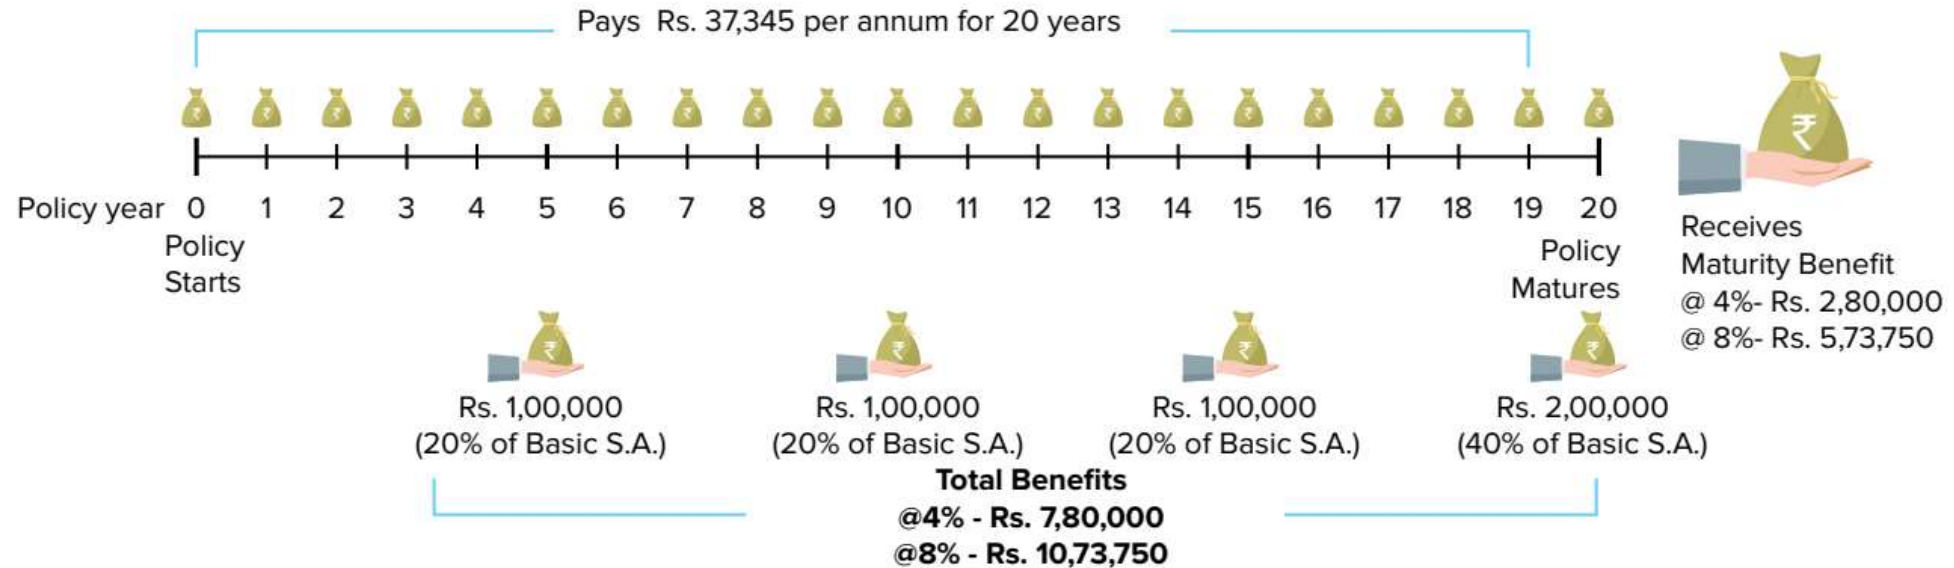 Pays Rs. 37,345 per annum for 20 years
₹ ₹ ₹ ₹ ₹ ₹ ₹ ₹ ₹ ₹ ₹ ₹ ₹ ₹ ₹ ₹ ₹ ₹ ₹ ₹ ₹
₹
Policy year 0 1 2 3 4 5 6 7 8 9 10 11 12 13 14 15 16 17 18 19 20
Policy
Starts
Policy
Matures
Receives
Maturity Benefit
@ 4%- Rs. 2,80,000
@ 8%- Rs. 5,73,750
₹ ₹ ₹ ₹
Rs. 1,00,000 Rs. 1,00,000 Rs. 1,00,000 Rs. 2,00,000
(20% of Basic S.A.) (20% of Basic S.A.) (20% of Basic S.A.) (40% of Basic S.A.)
Total Benefits
@4% - Rs. 7,80,000
@8% - Rs. 10,73,750